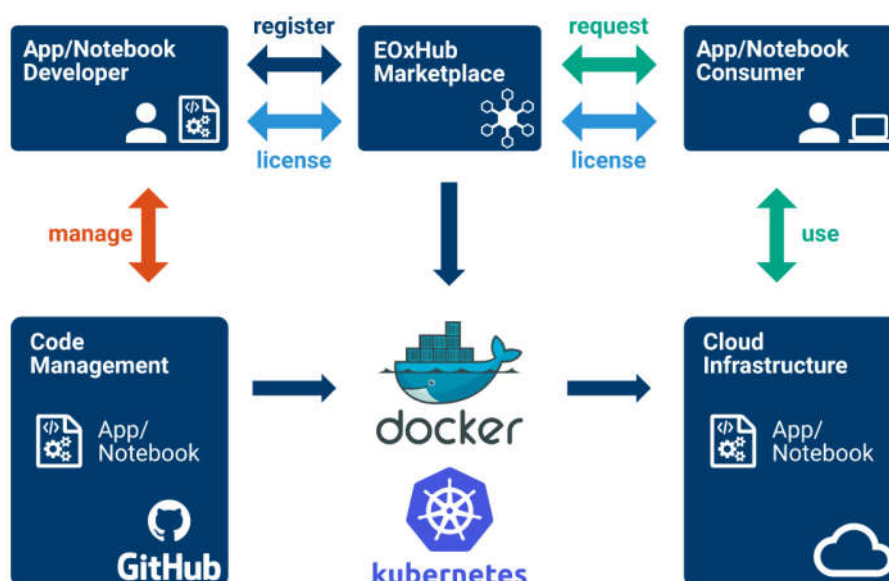 App/Notebook
Developer
register
license
EOxHub
Marketplace
request
license
App/Notebook
Consumer
manage
use
Code
Management
App/
Notebook
GitHub
docker
kubernetes
Cloud
Infrastructure
App/
Notebook